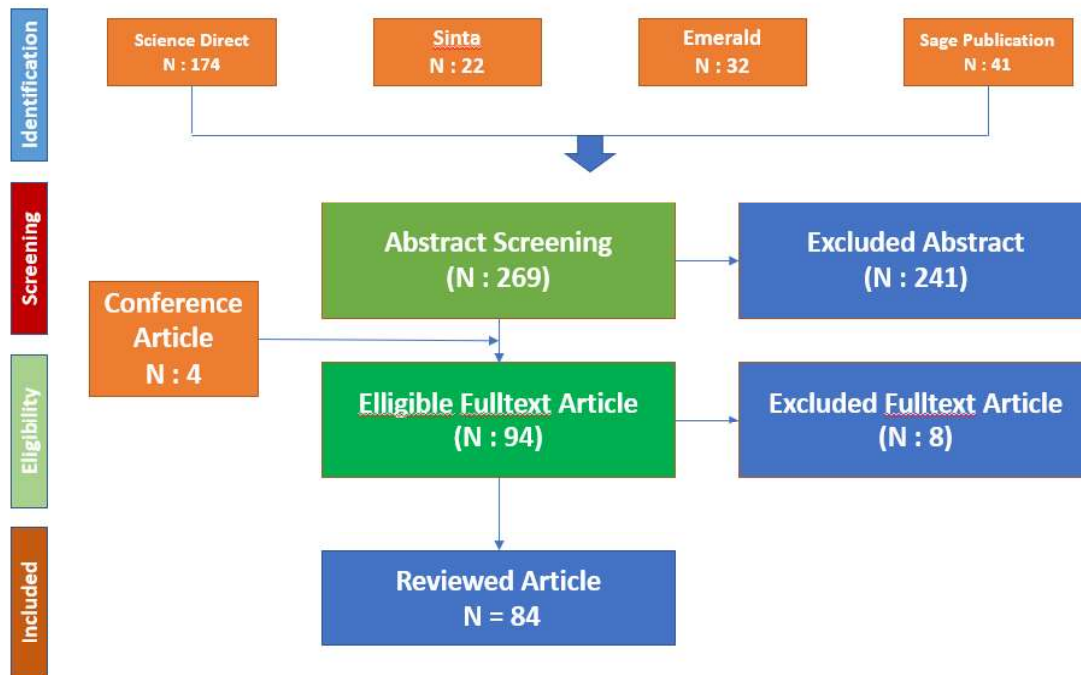 Identification
Science Direct
N : 174
Sinta
N : 22
Emerald
N : 32
Sage Publication
N : 41
Screening
Abstract Screening
(N : 269)
Excluded Abstract
(N : 241)
Conference
Article
N : 4
Eligibility
Elligible Fulltext Article
(N : 94)
Excluded Fulltext Article
(N : 8)
Included
Reviewed Article
N = 84